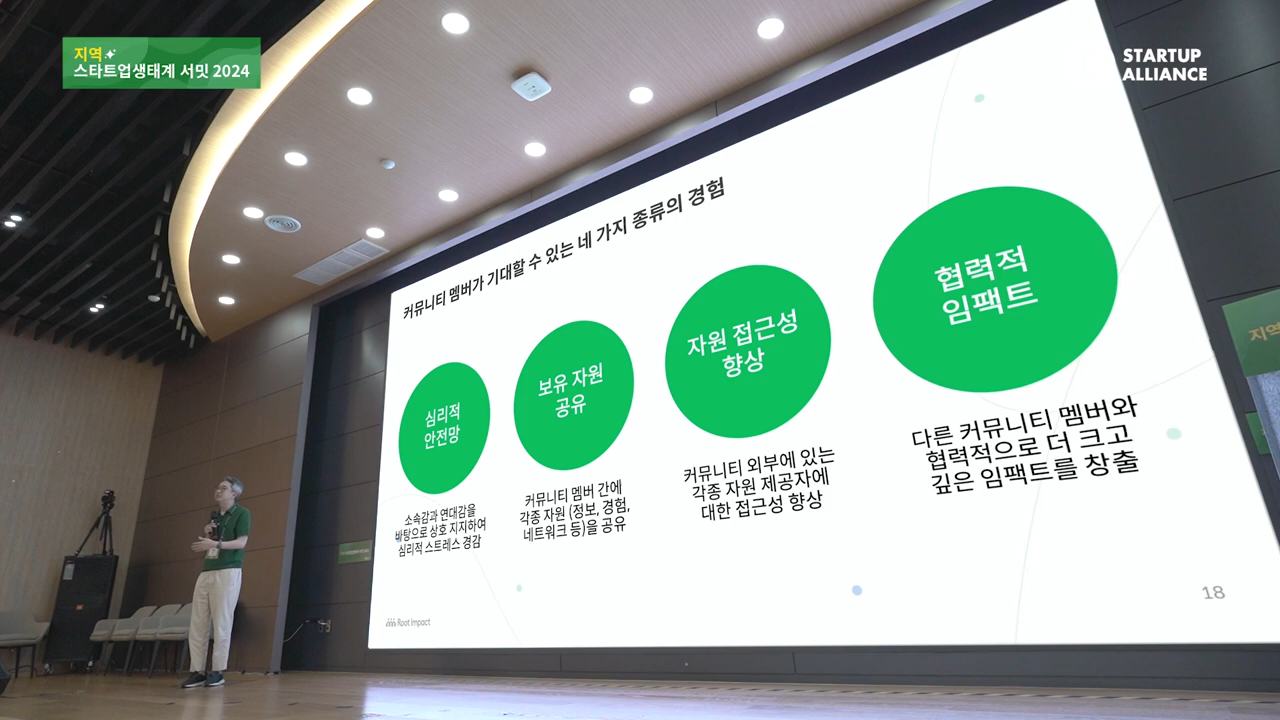 지역
스타트업생태계 서밋 2024
STARTUP
ALLIANCE
커뮤니티 멤버가 기대할 수 있는 네 가지 종류의 경험
심리적
안전망
소속감과 연대감을
바탕으로 상호 지지하여
심리적 스트레스 경감
보유 자원
공유
커뮤니티 멤버 간에
각종 자원 (정보, 경험,
네트워크 등)을 공유
자원 접근성
향상
커뮤니티 외부에 있는
각종 자원 제공자에
대한 접근성 향상
협력적
임팩트
다른 커뮤니티 멤버와
협력적으로 더 크고
깊은 임팩트를 창출
Root Impact
18
지역